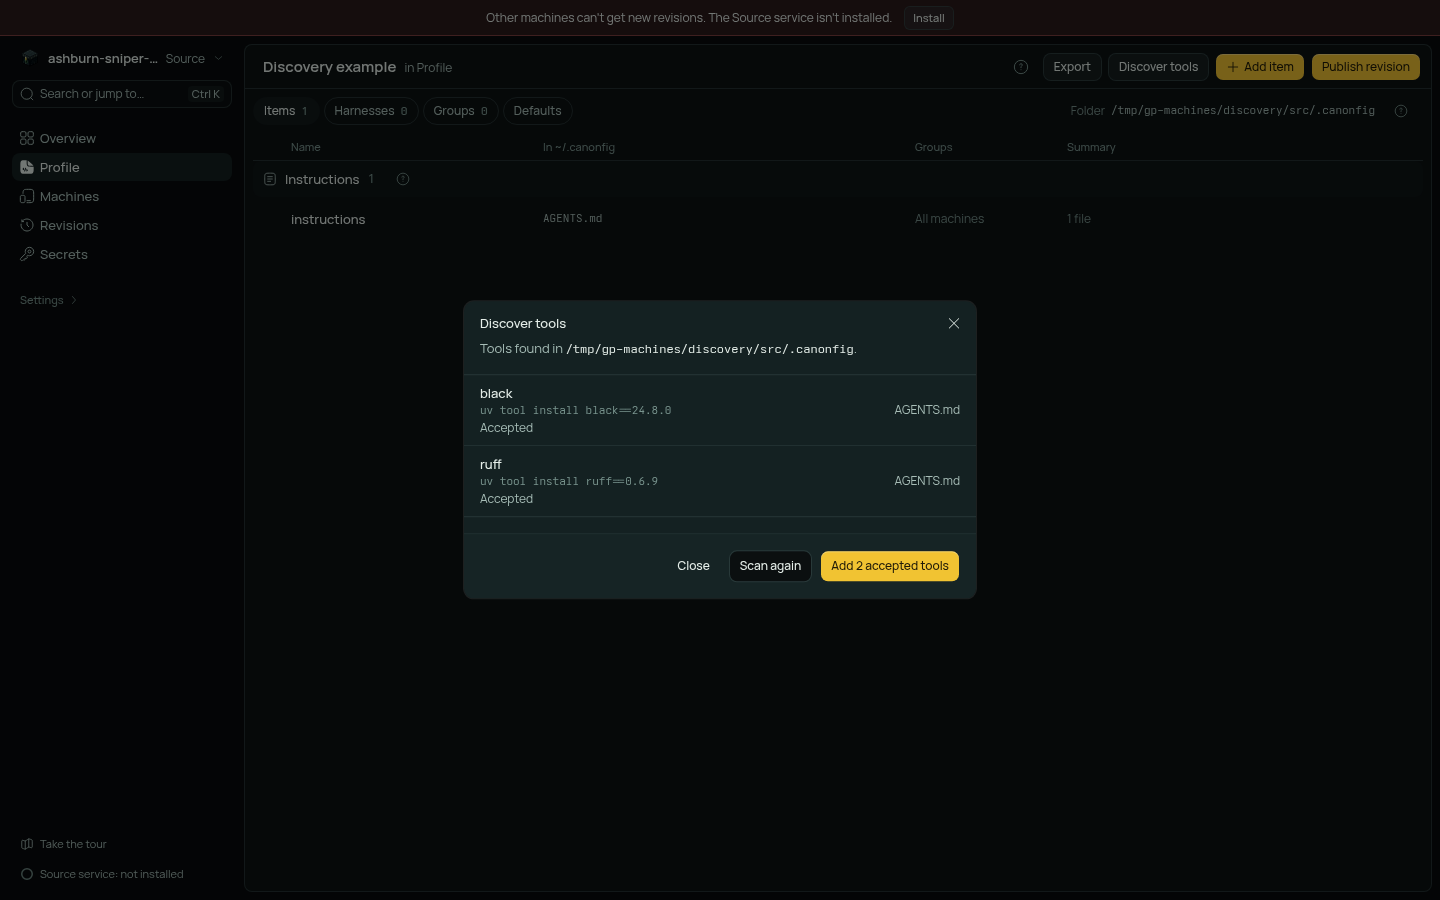 Other machines can't get new revisions. The Source service isn't installed. Install
ashburn-sniper-... Source
Search or jump to... Ctrl K
Overview
Profile
Machines
Revisions
Secrets
Settings
Take the tour
Source service: not installed
Discovery example in Profile
? Export Discover tools + Add item Publish revision
Items 1 Harnesses 0 Groups 0 Defaults
Folder /tmp/gp-machines/discovery/src/.canonfig ?
Name In ~/.canonfig Groups Summary
Instructions 1 ?
instructions AGENTS.md All machines 1 file
Discover tools
Tools found in /tmp/gp-machines/discovery/src/.canonfig.
black
uv tool install black==24.8.0
Accepted
AGENTS.md
ruff
uv tool install ruff==0.6.9
Accepted
AGENTS.md
Close Scan again Add 2 accepted tools